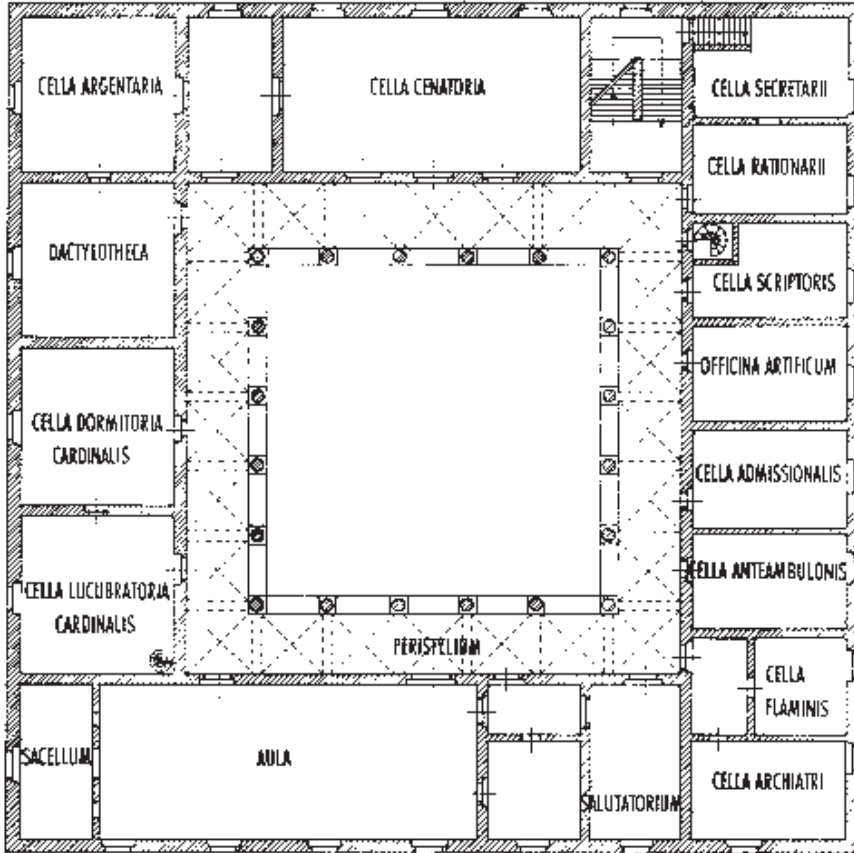 CELLA ARGENTARIA
CELLA CENATORIA
CELLA SECRETARII
CELLA RATIONARII
DACTYLOTHECA
CELLA SCRIPTORIS
OFFICINA ARTIFICUM
CELLA DORMITORIA
CARDINALIS
CELLA ADMISSIONALIS
CELLA ANTEAMBULONIS
CELLA LUCUBRATORIA
CARDINALIS
PERISTELIUM
CELLA
FLAMINIS
SACELLUM
AULA
SALUTATORIUM
CELLA ARCHIATRI